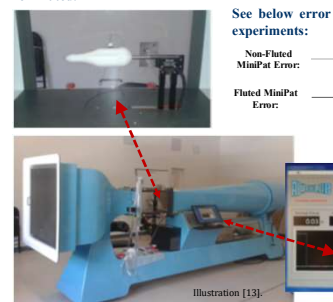 See below error
experiments:
Non-Fluted
MiniPat Error:
Fluted MiniPat
Error:
Illustration [13].